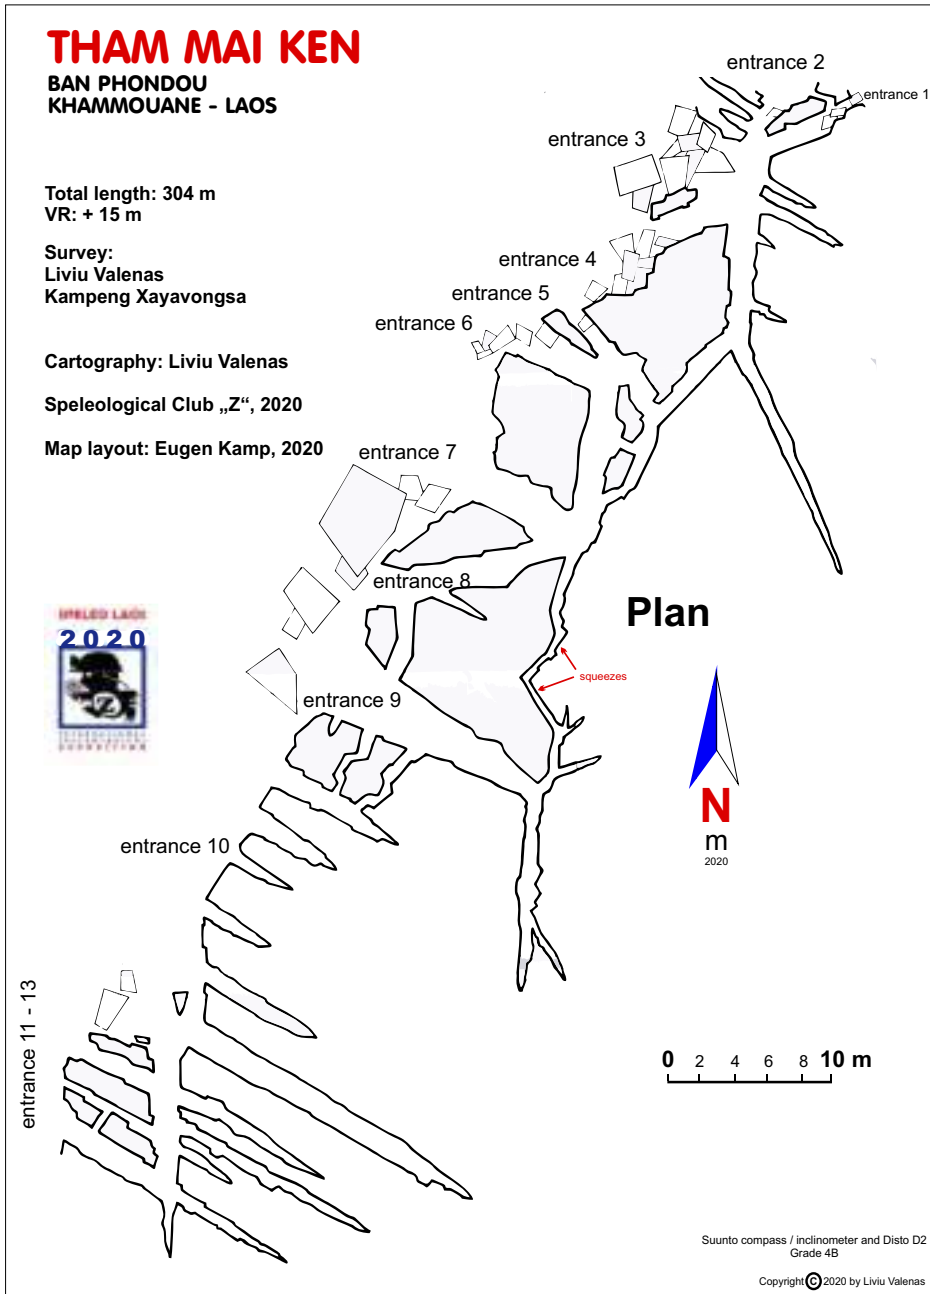 THAM MAI KEN
BAN PHONDOU
KHAMMOUANE - LAOS
Total length: 304 m
VR: + 15 m
Survey:
Liviu Valenas
Kampeng Xayavongsa
Cartography: Liviu Valenas
Speleological Club „Z“, 2020
Map layout: Eugen Kamp, 2020
entrance 2
entrance 1
entrance 3
entrance 4
entrance 5
entrance 6
entrance 7
entrance 8
Plan
squeezes
SPELEO LAOS
2020
Z
entrance 9
N
m
2020
entrance 10
entrance 11 - 13
0 2 4 6 8 10 m
Suunto compass / inclinometer and Disto D2
Grade 4B
Copyright © 2020 by Liviu Valenas